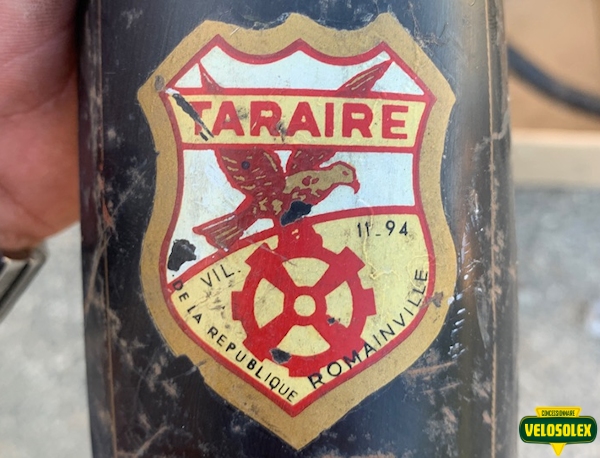 TARAIRE
VIL. 11-94
DE LA REPUBLIQUE
ROMAINVILLE
CONCESSIONNAIRE
VELOSOLEX